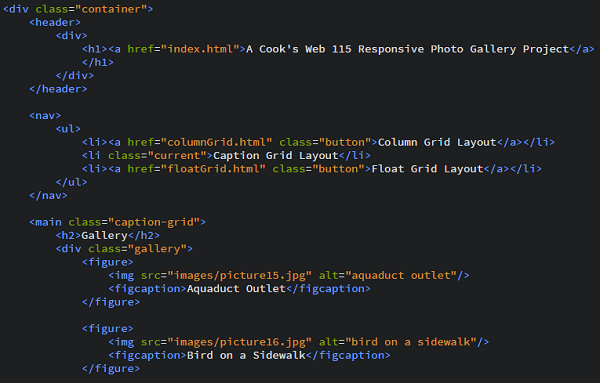 <div class="container">
    <header>
        <div>
            <h1><a href="index.html">A Cook's Web 115 Responsive Photo Gallery Project</a>
            </h1>
        </div>
    </header>

    <nav>
        <ul>
            <li><a href="columnGrid.html" class="button">Column Grid Layout</a></li>
            <li class="current">Caption Grid Layout</li>
            <li><a href="floatGrid.html" class="button">Float Grid Layout</a></li>
        </ul>
    </nav>

    <main class="caption-grid">
        <h2>Gallery</h2>
        <div class="gallery">
            <figure>
                <img src="images/picture15.jpg" alt="aquaduct outlet"/>
                <figcaption>Aquaduct Outlet</figcaption>
            </figure>

            <figure>
                <img src="images/picture16.jpg" alt="bird on a sidewalk"/>
                <figcaption>Bird on a Sidewalk</figcaption>
            </figure>